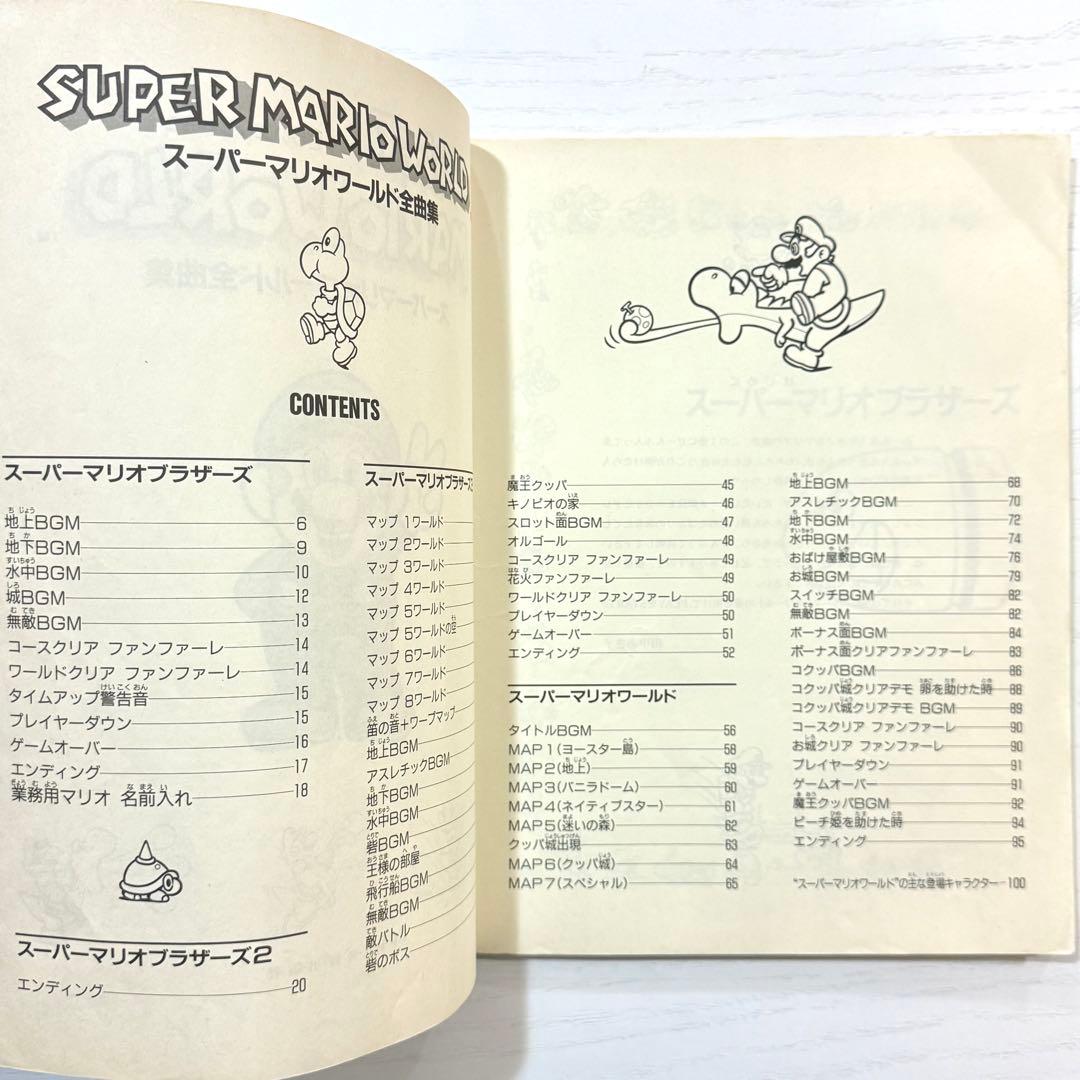 SUPER MARIO WORLD
スーパーマリオワールド全曲集
CONTENTS
スーパーマリオブラザーズ
地上BGM 6
地下BGM 9
水中BGM 10
城BGM 12
無敵BGM 13
コースクリア ファンファーレ 14
ワールドクリア ファンファーレ 14
タイムアップ警告音 15
プレイヤーダウン 15
ゲームオーバー 16
エンディング 17
業務用マリオ 名前入れ 18
スーパーマリオブラザーズ2
エンディング 20
スーパーマリオブラザーズ
マップ 1ワールド
マップ 2ワールド
マップ 3ワールド
マップ 4ワールド
マップ 5ワールド
マップ 5ワールドの空
マップ 6ワールド
マップ 7ワールド
マップ 8ワールド
笛の音+ワープマップ
地上BGM
アスレチックBGM
地下BGM
水中BGM
砦BGM
王様の部屋
飛行船BGM
無敵BGM
敵バトル
砦のボス
魔王クッパ 45
キノピオの家 46
スロット面BGM 47
オルゴール 48
コースクリア ファンファーレ 49
花火ファンファーレ 49
ワールドクリア ファンファーレ 50
プレイヤーダウン 50
ゲームオーバー 51
エンディング 52
スーパーマリオワールド
タイトルBGM 56
MAP1(ヨースター島) 58
MAP2(地上) 59
MAP3(バニラドーム) 60
MAP4(ネイティブスター) 61
MAP5(迷いの森) 62
クッパ城出現 63
MAP6(クッパ城) 64
MAP7(スペシャル) 65
地上BGM 68
アスレチックBGM 70
地下BGM 72
水中BGM 74
おばけ屋敷BGM 76
お城BGM 79
スイッチBGM 82
無敵BGM 82
ボーナス面BGM 84
ボーナス面クリアファンファーレ 83
コクッパBGM 86
コクッパ城クリアデモ 卵を助けた時 88
コクッパ城クリアデモ BGM 89
コースクリア ファンファーレ 90
お城クリア ファンファーレ 90
プレイヤーダウン 91
ゲームオーバー 91
魔王クッパBGM 92
ピーチ姫を助けた時 94
エンディング 95
"スーパーマリオワールド"の主な登場キャラクター 100